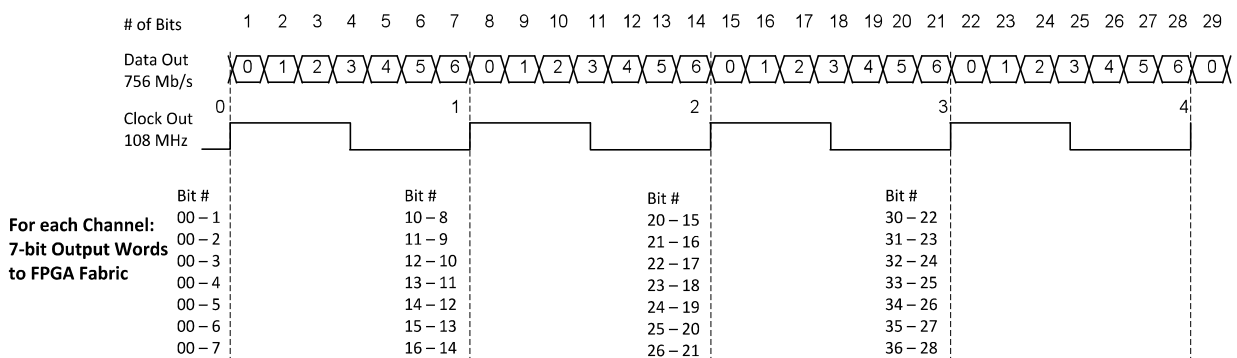 # of Bits 1 2 3 4 5 6 7 8 9 10 11 12 13 14 15 16 17 18 19 20 21 22 23 24 25 26 27 28 29
Data Out
756 Mb/s
0 1 2 3 4 5 6 0 1 2 3 4 5 6 0 1 2 3 4 5 6 0 1 2 3 4 5 6 0
0 1 2 3 4
Clock Out
108 MHz
For each Channel:
7-bit Output Words
to FPGA Fabric
Bit #
00 – 1
00 – 2
00 – 3
00 – 4
00 – 5
00 – 6
00 – 7
Bit #
10 – 8
11 – 9
12 – 10
13 – 11
14 – 12
15 – 13
16 – 14
Bit #
20 – 15
21 – 16
22 – 17
23 – 18
24 – 19
25 – 20
26 – 21
Bit #
30 – 22
31 – 23
32 – 24
33 – 25
34 – 26
35 – 27
36 – 28